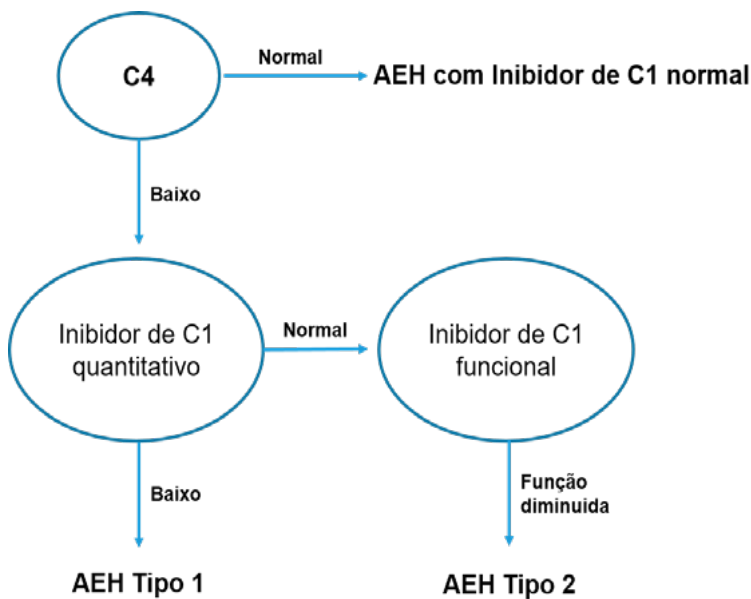 C4
Normal
AEH com Inibidor de C1 normal
Baixo
Inibidor de C1
quantitativo
Normal
Inibidor de C1
funcional
Baixo
Função
diminuida
AEH Tipo 1
AEH Tipo 2